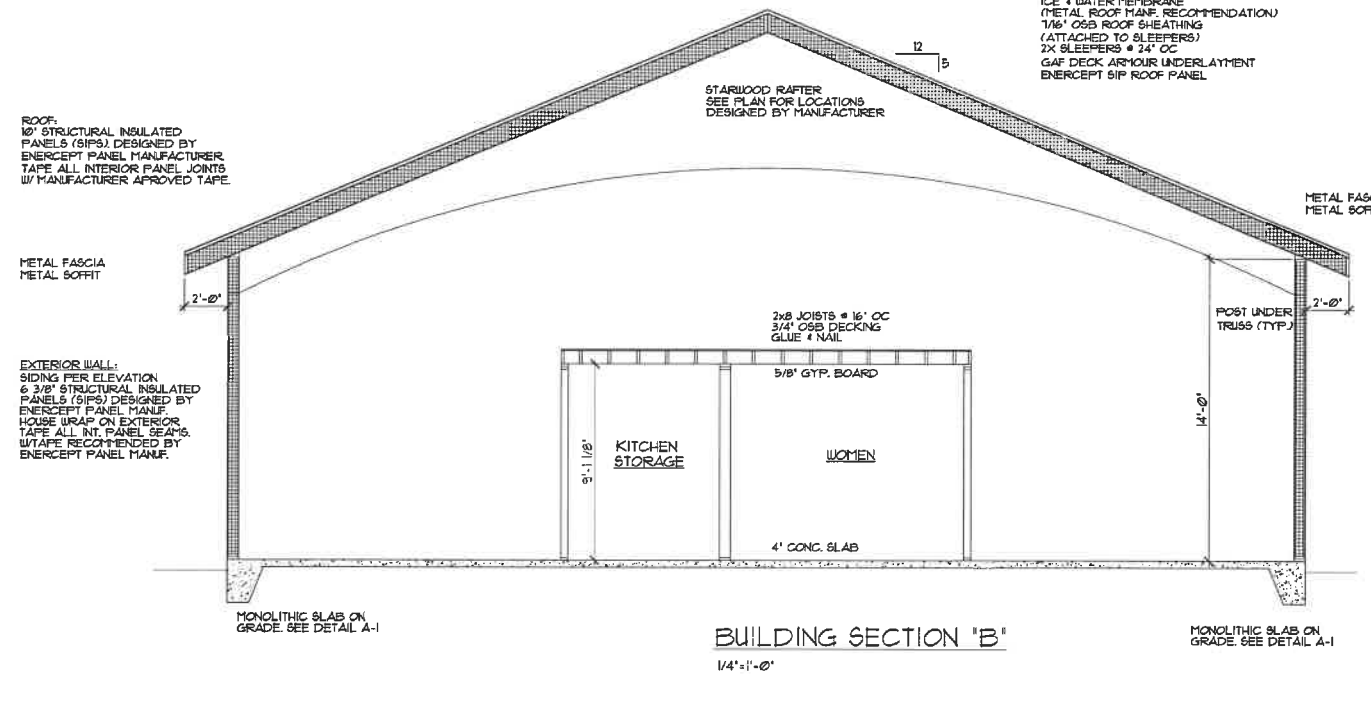 ICE & WATER MEMBRANE
(METAL ROOF MANF. RECOMMENDATION)
7/16" OSB ROOF SHEATHING
(ATTACHED TO SLEEPERS)
2X SLEEPERS @ 24" OC
GAF DECK ARMOUR UNDERLAYMENT
ENERCEPT SIP ROOF PANEL
12
5
STARWOOD RAFTER
SEE PLAN FOR LOCATIONS
DESIGNED BY MANUFACTURER
ROOF:
10" STRUCTURAL INSULATED
PANELS (SIPS). DESIGNED BY
ENERCEPT PANEL MANUFACTURER
TAPE ALL INTERIOR PANEL JOINTS
W/ MANUFACTURER APROVED TAPE.
METAL FAS
METAL SOF
METAL FASCIA
METAL SOFFIT
2'-0"
2'-0"
POST UNDER
TRUSS (TYP.)
2x8 JOISTS @ 16" OC
3/4" OSB DECKING
GLUE & NAIL
5/8" GYP. BOARD
EXTERIOR WALL:
SIDING PER ELEVATION
6 3/8" STRUCTURAL INSULATED
PANELS (SIPS) DESIGNED BY
ENERCEPT PANEL MANUF.
HOUSE WRAP ON EXTERIOR
TAPE ALL INT. PANEL SEAMS.
W/TAPE RECOMMENDED BY
ENERCEPT PANEL MANUF.
14'-0"
9'-1 1/8"
KITCHEN
STORAGE
WOMEN
4" CONC. SLAB
MONOLITHIC SLAB ON
GRADE. SEE DETAIL A-1
MONOLITHIC SLAB ON
GRADE. SEE DETAIL A-1
BUILDING SECTION "B"
1/4"=1'-0"